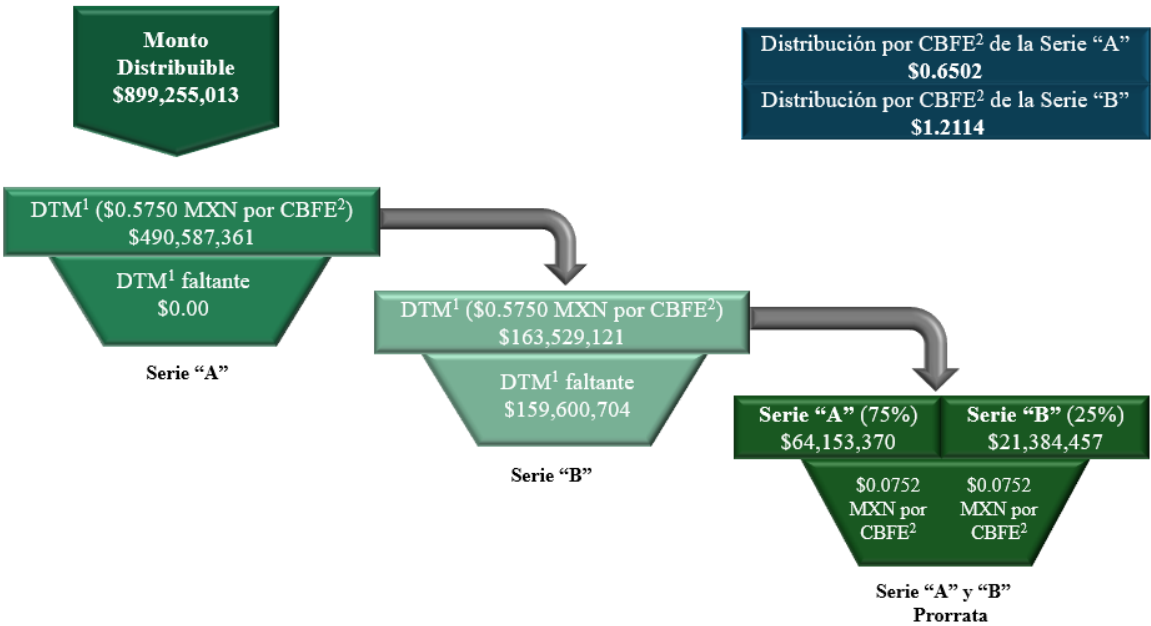 Monto
Distribuible
$899,255,013
Distribución por CBFE² de la Serie “A”
$0.6502
Distribución por CBFE² de la Serie “B”
$1.2114
DTM¹ ($0.5750 MXN por CBFE²)
$490,587,361
DTM¹ faltante
$0.00
Serie “A”
DTM¹ ($0.5750 MXN por CBFE²)
$163,529,121
DTM¹ faltante
$159,600,704
Serie “B”
Serie “A” (75%)
$64,153,370
Serie “B” (25%)
$21,384,457
$0.0752
MXN por
CBFE²
$0.0752
MXN por
CBFE²
Serie “A” y “B”
Prorrata